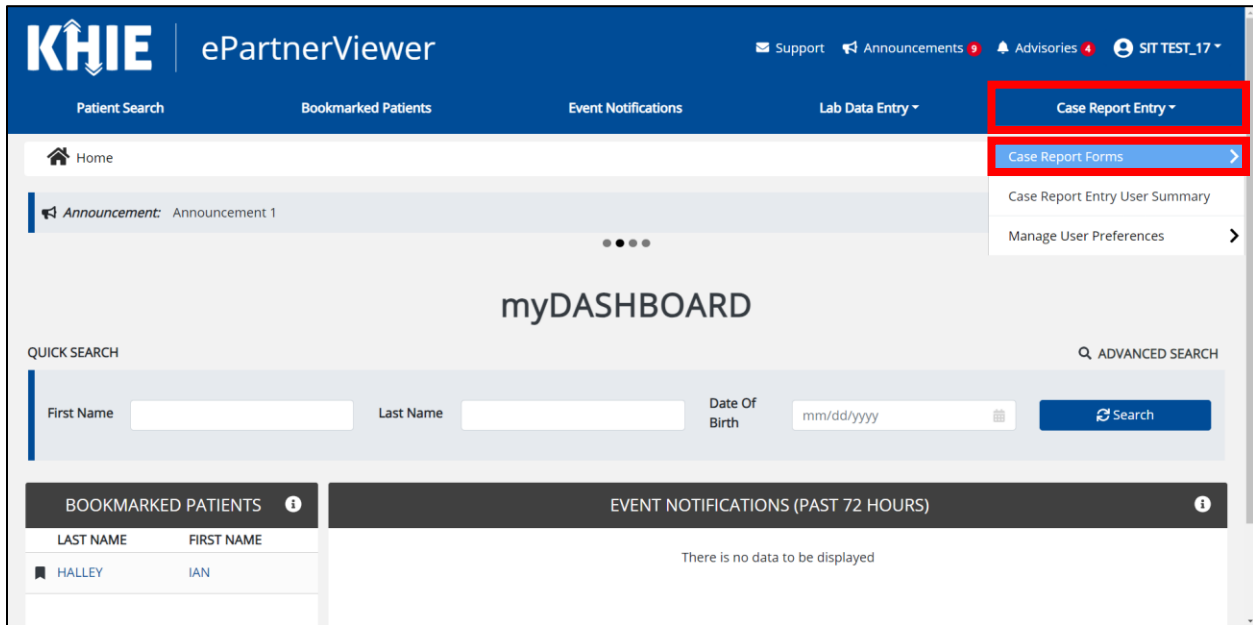 KHIE ePartnerViewer
Support Announcements 9 Advisories 4 SIT TEST_17
Patient Search Bookmarked Patients Event Notifications Lab Data Entry Case Report Entry
Home
Case Report Forms
Announcement: Announcement 1
Case Report Entry User Summary
Manage User Preferences
myDASHBOARD
QUICK SEARCH ADVANCED SEARCH
First Name Last Name Date Of Birth mm/dd/yyyy Search
BOOKMARKED PATIENTS EVENT NOTIFICATIONS (PAST 72 HOURS)
LAST NAME FIRST NAME
There is no data to be displayed
HALLEY IAN